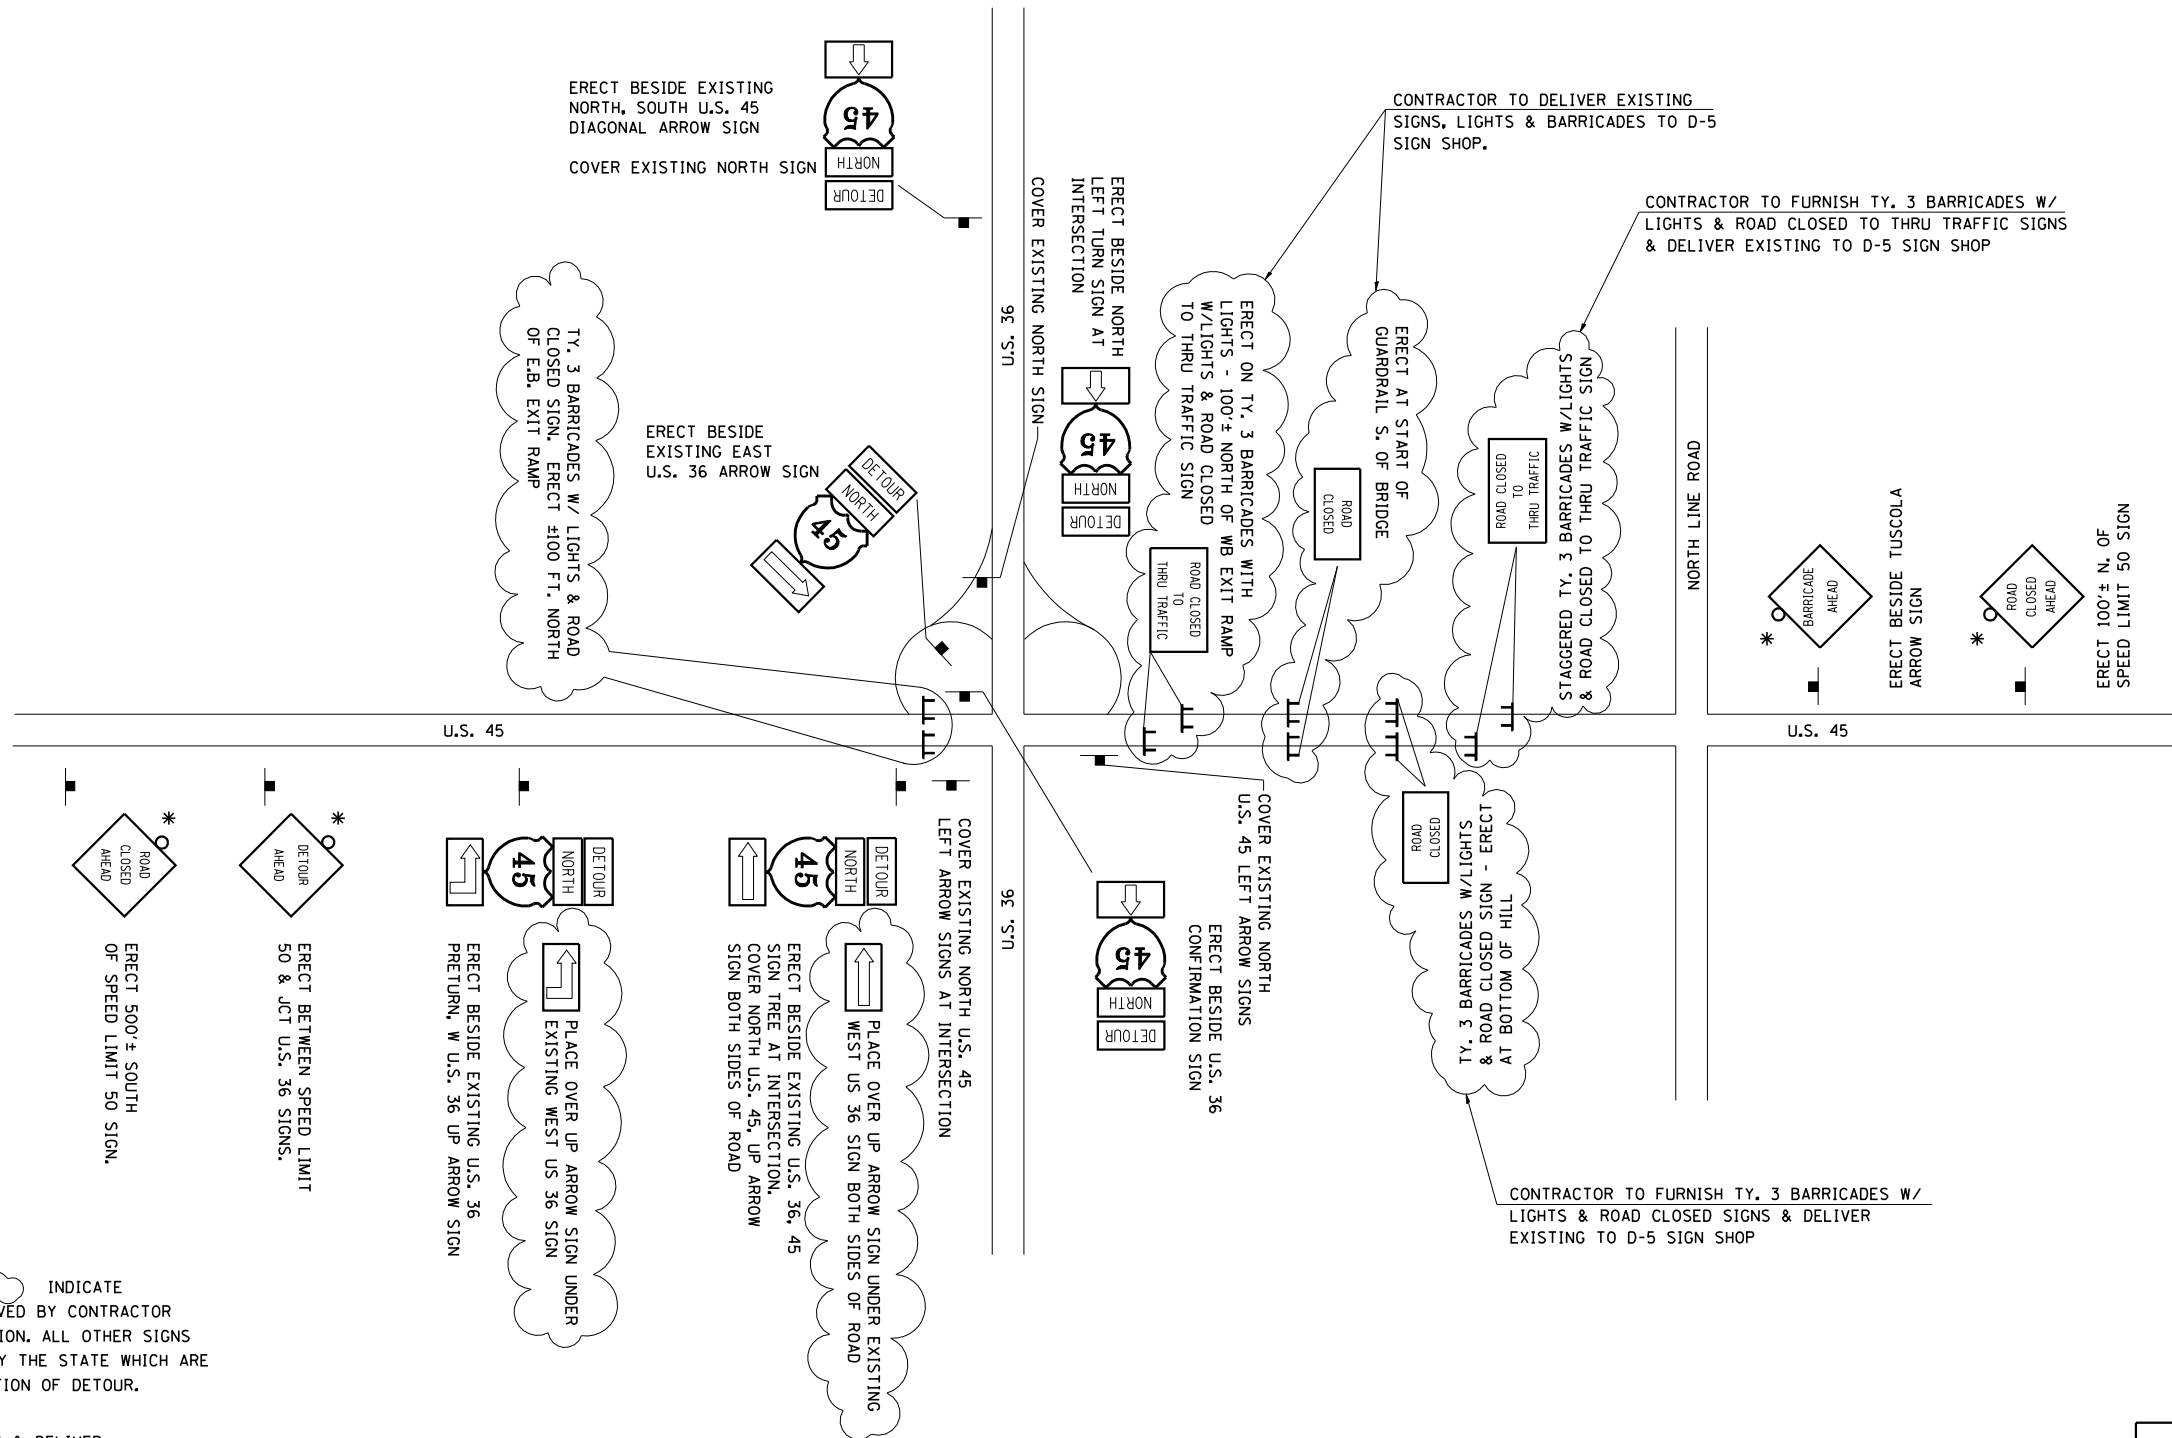 ERECT BESIDE EXISTING
NORTH, SOUTH U.S. 45
DIAGONAL ARROW SIGN
COVER EXISTING NORTH SIGN
45
NORTH
DETOUR
U.S. 36
COVER EXISTING NORTH SIGN
ERECT BESIDE NORTH
LEFT TURN SIGN AT
INTERSECTION
45
NORTH
DETOUR
CONTRACTOR TO DELIVER EXISTING
SIGNS, LIGHTS & BARRICADES TO D-5
SIGN SHOP.
CONTRACTOR TO FURNISH TY. 3 BARRICADES W/
LIGHTS & ROAD CLOSED TO THRU TRAFFIC SIGNS
& DELIVER EXISTING TO D-5 SIGN SHOP
TY. 3 BARRICADES W/ LIGHTS & ROAD
CLOSED SIGN. ERECT ±100 FT. NORTH
OF E.B. EXIT RAMP
ERECT BESIDE
EXISTING EAST
U.S. 36 ARROW SIGN
DETOUR
NORTH
45
ERECT ON TY. 3 BARRICADES WITH
LIGHTS - 100'± NORTH OF WB EXIT RAMP
W/LIGHTS & ROAD CLOSED
TO THRU TRAFFIC SIGN
ROAD CLOSED
TO
THRU TRAFFIC
ERECT AT START OF
GUARDRAIL S. OF BRIDGE
ROAD
CLOSED
STAGGERED TY. 3 BARRICADES W/LIGHTS
& ROAD CLOSED TO THRU TRAFFIC SIGN
ROAD CLOSED
TO
THRU TRAFFIC
NORTH LINE ROAD
BARRICADE
AHEAD
*
ERECT BESIDE TUSCOLA
ARROW SIGN
ROAD
CLOSED
AHEAD
*
ERECT 100'± N. OF
SPEED LIMIT 50 SIGN
U.S. 45
U.S. 45
ROAD
CLOSED
AHEAD
*
ERECT 500'± SOUTH
OF SPEED LIMIT 50 SIGN.
DETOUR
AHEAD
*
ERECT BETWEEN SPEED LIMIT
50 & JCT U.S. 36 SIGNS.
DETOUR
NORTH
45
ERECT BESIDE EXISTING U.S. 36
PRETURN, W U.S. 36 UP ARROW SIGN
PLACE OVER UP ARROW SIGN UNDER
EXISTING WEST US 36 SIGN
DETOUR
NORTH
45
ERECT BESIDE EXISTING U.S. 36, 45
SIGN TREE AT INTERSECTION.
COVER NORTH U.S. 45, UP ARROW
SIGN BOTH SIDES OF ROAD
PLACE OVER UP ARROW SIGN UNDER EXISTING
WEST US 36 SIGN BOTH SIDES OF ROAD
COVER EXISTING NORTH U.S. 45
LEFT ARROW SIGNS AT INTERSECTION
U.S. 36
45
NORTH
DETOUR
ERECT BESIDE U.S. 36
CONFIRMATION SIGN
COVER EXISTING NORTH
U.S. 45 LEFT ARROW SIGNS
ROAD
CLOSED
TY. 3 BARRICADES W/LIGHTS
& ROAD CLOSED SIGN - ERECT
AT BOTTOM OF HILL
CONTRACTOR TO FURNISH TY. 3 BARRICADES W/
LIGHTS & ROAD CLOSED SIGNS & DELIVER
EXISTING TO D-5 SIGN SHOP
INDICATE
VED BY CONTRACTOR
ION. ALL OTHER SIGNS
Y THE STATE WHICH ARE
TION OF DETOUR.